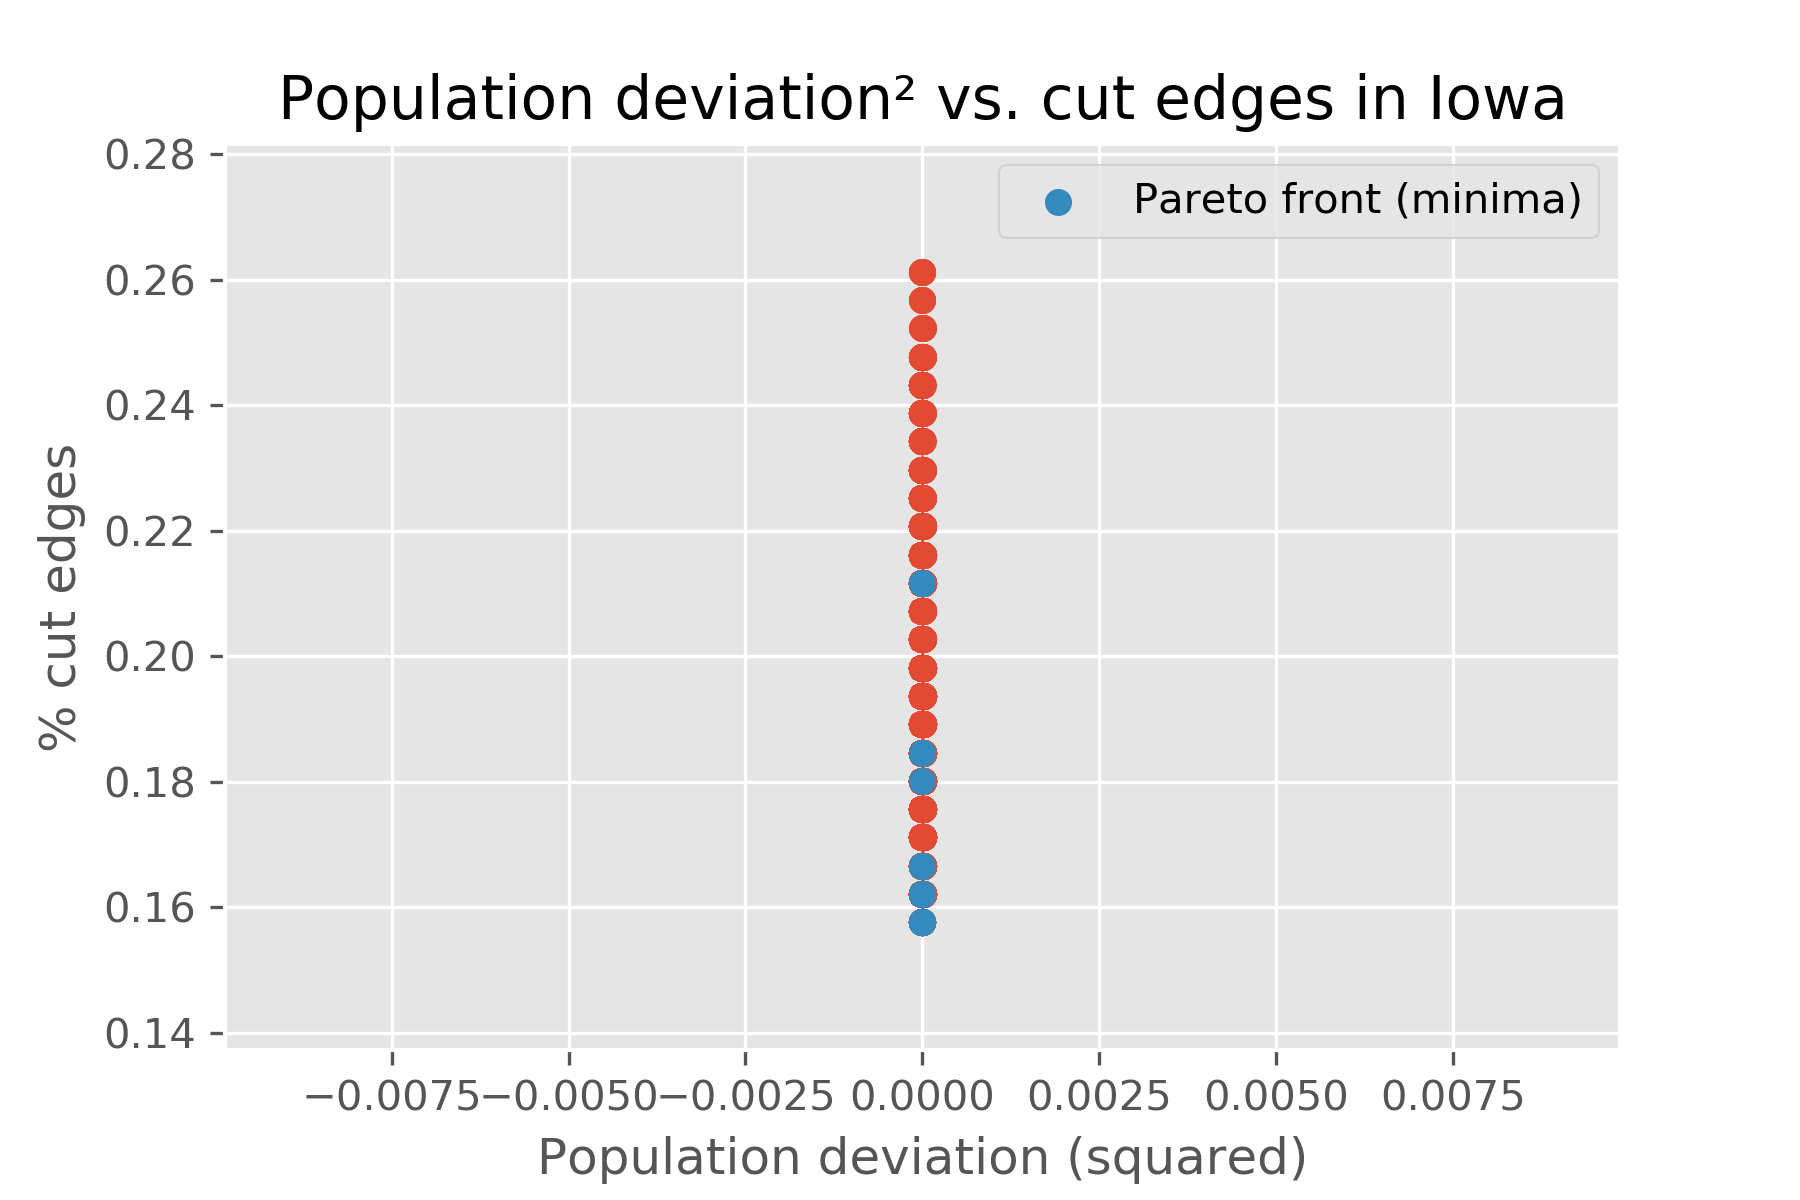 Population deviation² vs. cut edges in Iowa
Pareto front (minima)
0.28
0.26
0.24
0.22
0.20
0.18
0.16
0.14
% cut edges
−0.0075 −0.0050 −0.0025 0.0000 0.0025 0.0050 0.0075
Population deviation (squared)